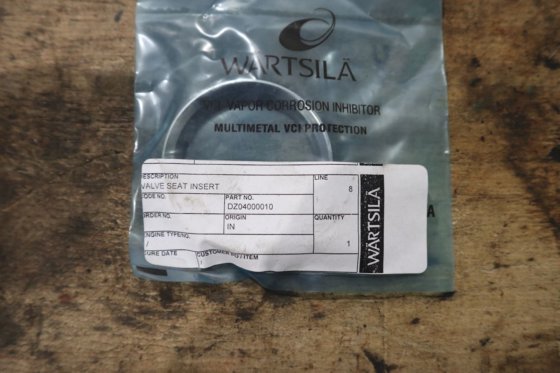 WÄRTSILÄ
VCI VAPOR CORROSION INHIBITOR
MULTIMETAL VCI PROTECTION
DESCRIPTION
VALVE SEAT INSERT
LINE
8
CODE NO.
PART NO.
DZ04000010
ORDER NO.
ORIGIN
IN
QUANTITY
1
ENGINE TYPE/NO.
/
CURE DATE
CUSTOMER PO / ITEM
WÄRTSILÄ